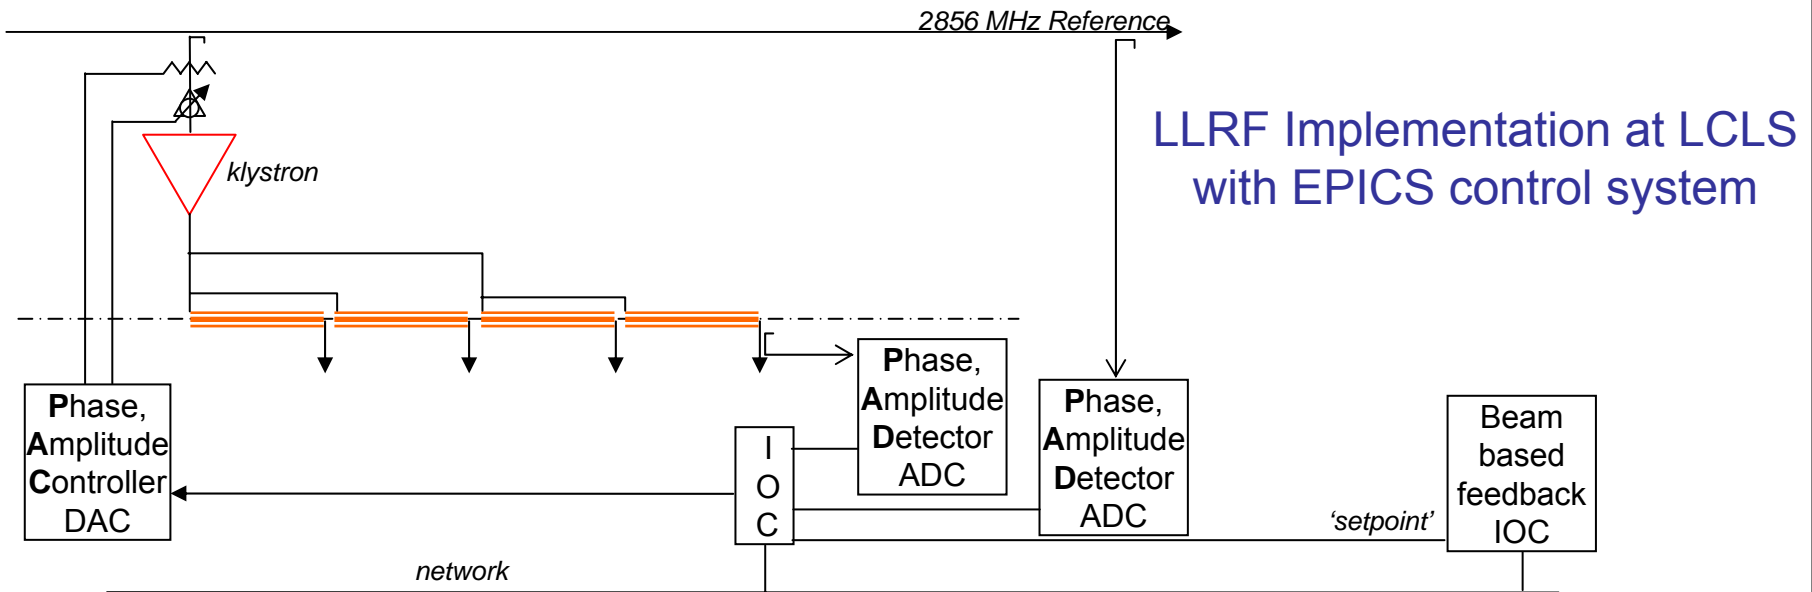 2856 MHz Reference
LLRF Implementation at LCLS
with EPICS control system
klystron
Phase,
Amplitude
Controller
DAC
I
O
C
Phase,
Amplitude
Detector
ADC
Phase,
Amplitude
Detector
ADC
'setpoint'
Beam
based
feedback
IOC
network